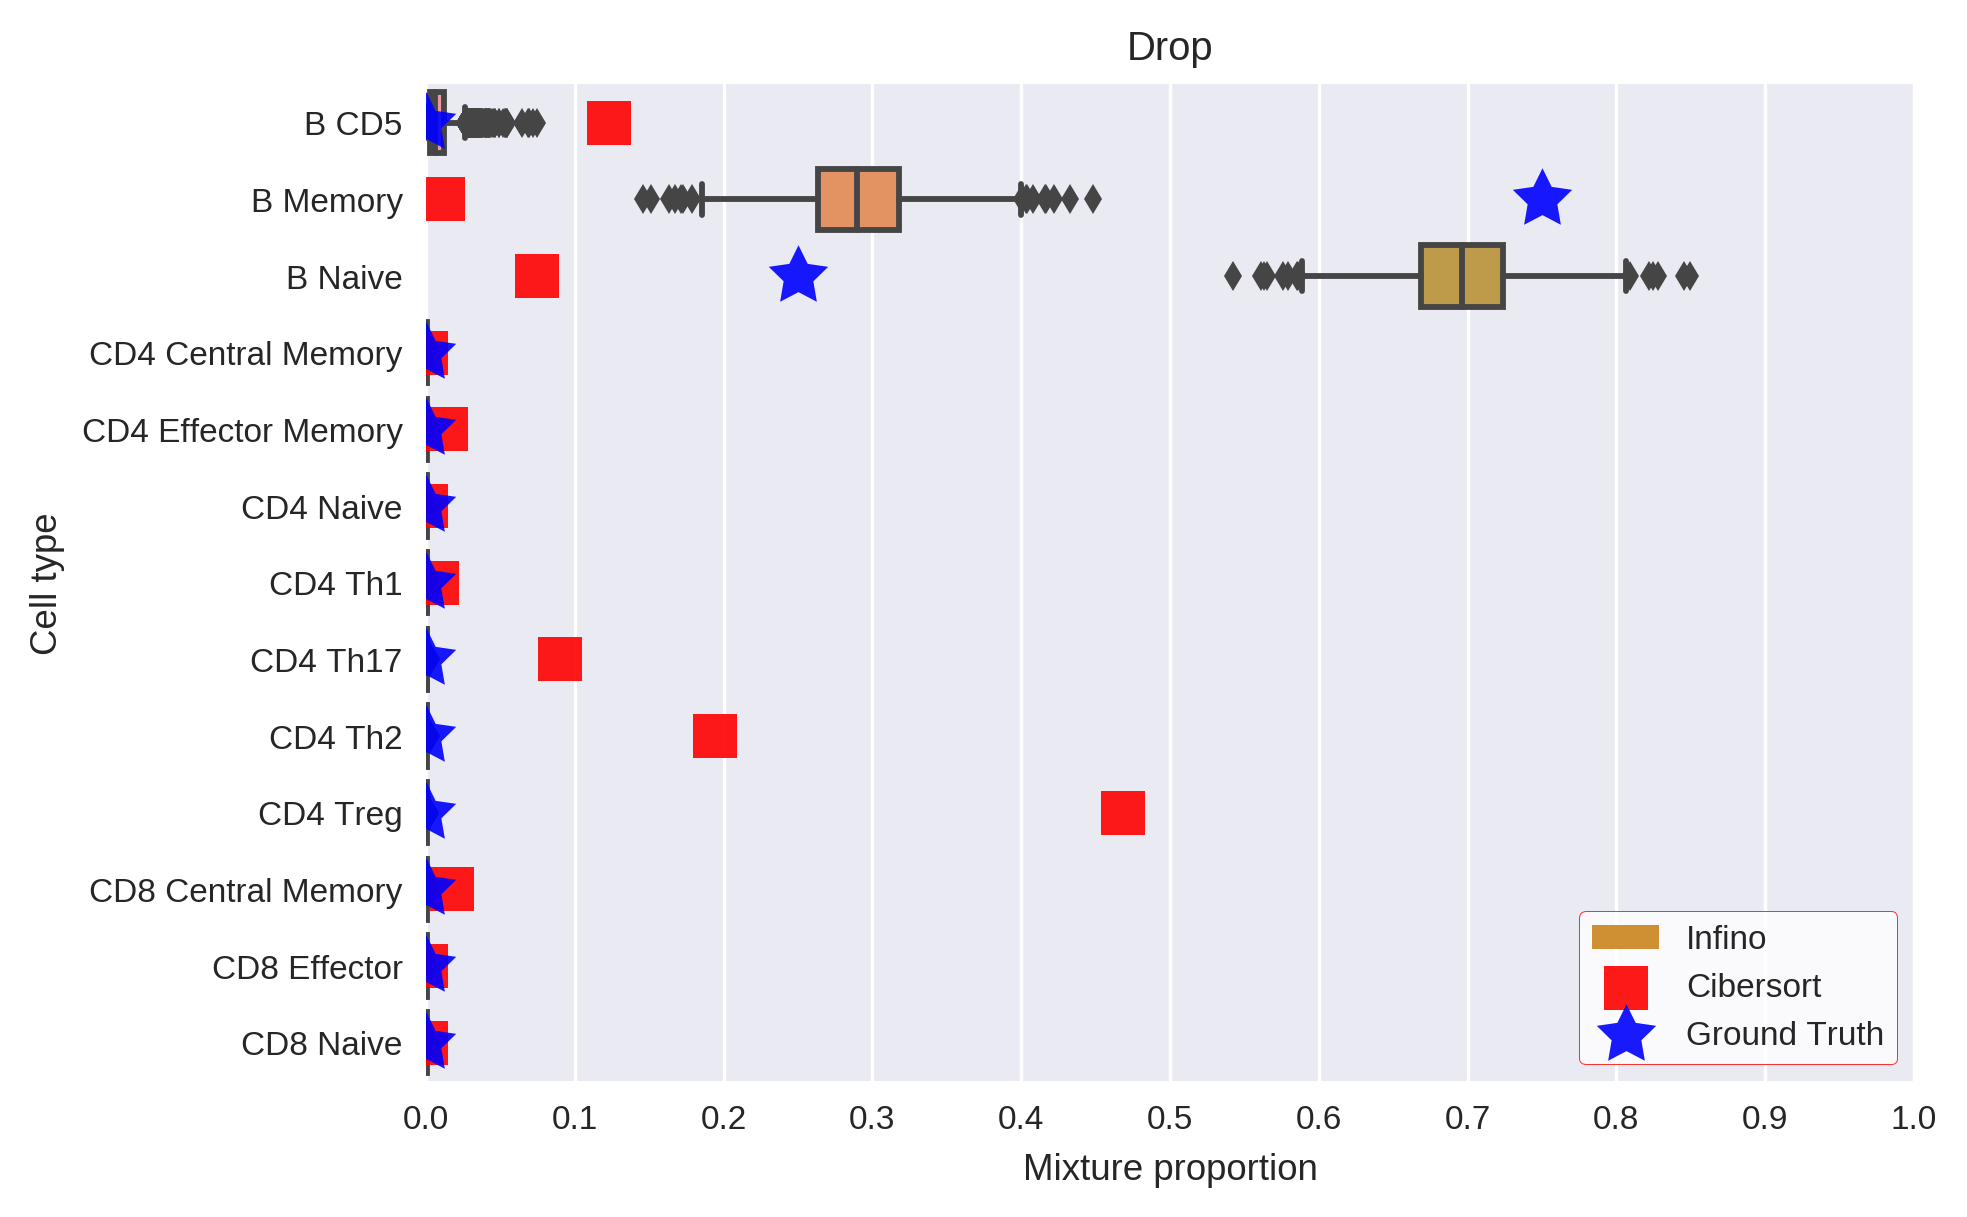 Drop
B CD5
B Memory
B Naive
CD4 Central Memory
CD4 Effector Memory
CD4 Naive
CD4 Th1
CD4 Th17
CD4 Th2
CD4 Treg
CD8 Central Memory
CD8 Effector
CD8 Naive
Cell type
Infino
Cibersort
Ground Truth
0.0 0.1 0.2 0.3 0.4 0.5 0.6 0.7 0.8 0.9 1.0
Mixture proportion